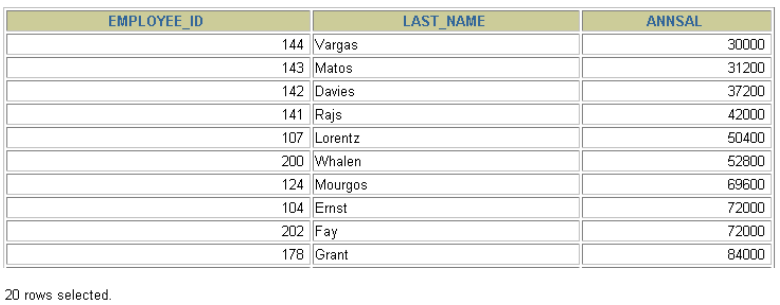 EMPLOYEE_ID LAST_NAME ANNSAL
144 Vargas 30000
143 Matos 31200
142 Davies 37200
141 Rajs 42000
107 Lorentz 50400
200 Whalen 52800
124 Mourgos 69600
104 Ernst 72000
202 Fay 72000
178 Grant 84000
20 rows selected.